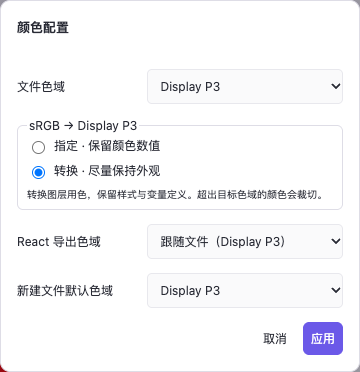 颜色配置
文件色域
Display P3
sRGB → Display P3
指定 · 保留颜色数值
转换 · 尽量保持外观
转换图层用色，保留样式与变量定义。超出目标色域的颜色会裁切。
React 导出色域
跟随文件（Display P3）
新建文件默认色域
Display P3
取消
应用